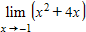 lim (x² + 4x)
x → −1